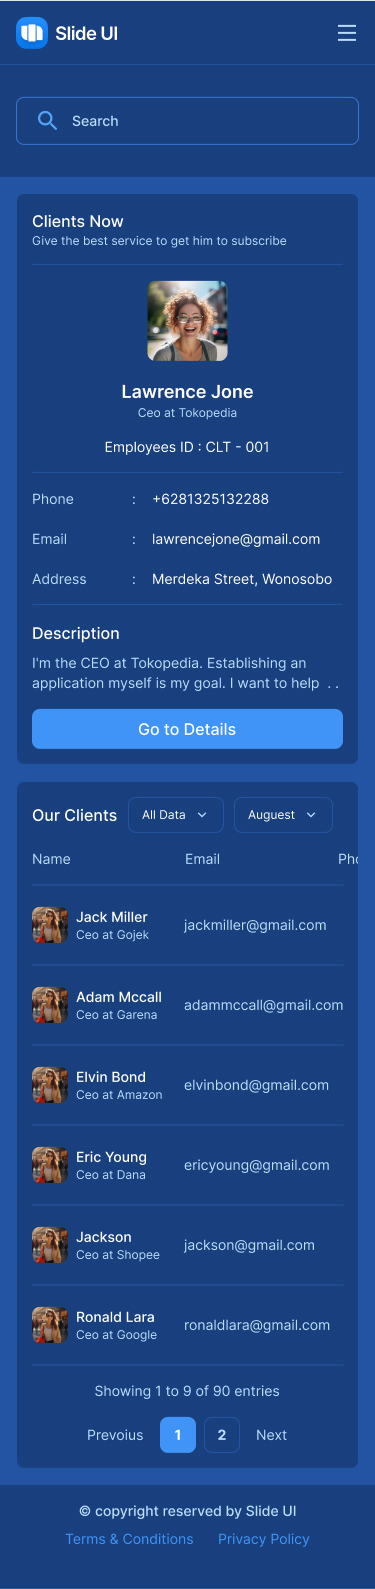 Slide UI
Search
Clients Now
Give the best service to get him to subscribe
Lawrence Jone
Ceo at Tokopedia
Employees ID : CLT - 001
Phone : +6281325132288
Email : lawrencejone@gmail.com
Address : Merdeka Street, Wonosobo
Description
I'm the CEO at Tokopedia. Establishing an
application myself is my goal. I want to help . .
Go to Details
Our Clients All Data Auguest
Name Email
Jack Miller
Ceo at Gojek
jackmiller@gmail.com
Adam Mccall
Ceo at Garena
adammccall@gmail.com
Elvin Bond
Ceo at Amazon
elvinbond@gmail.com
Eric Young
Ceo at Dana
ericyoung@gmail.com
Jackson
Ceo at Shopee
jackson@gmail.com
Ronald Lara
Ceo at Google
ronaldlara@gmail.com
Showing 1 to 9 of 90 entries
Prevoius 1 2 Next
© copyright reserved by Slide UI
Terms & Conditions Privacy Policy